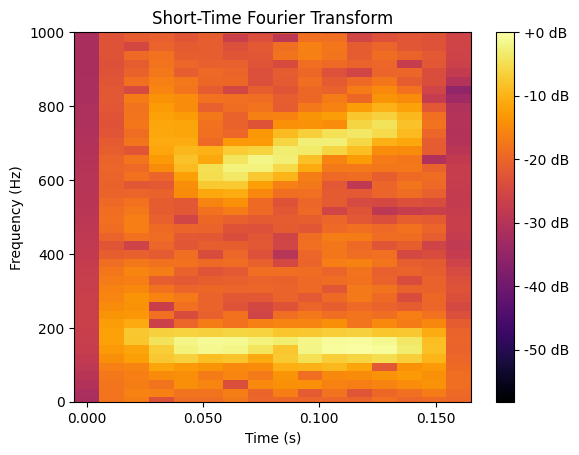 Short-Time Fourier Transform
Frequency (Hz)
1000
800
600
400
200
0
0.000
0.050
0.100
0.150
Time (s)
+0 dB
-10 dB
-20 dB
-30 dB
-40 dB
-50 dB